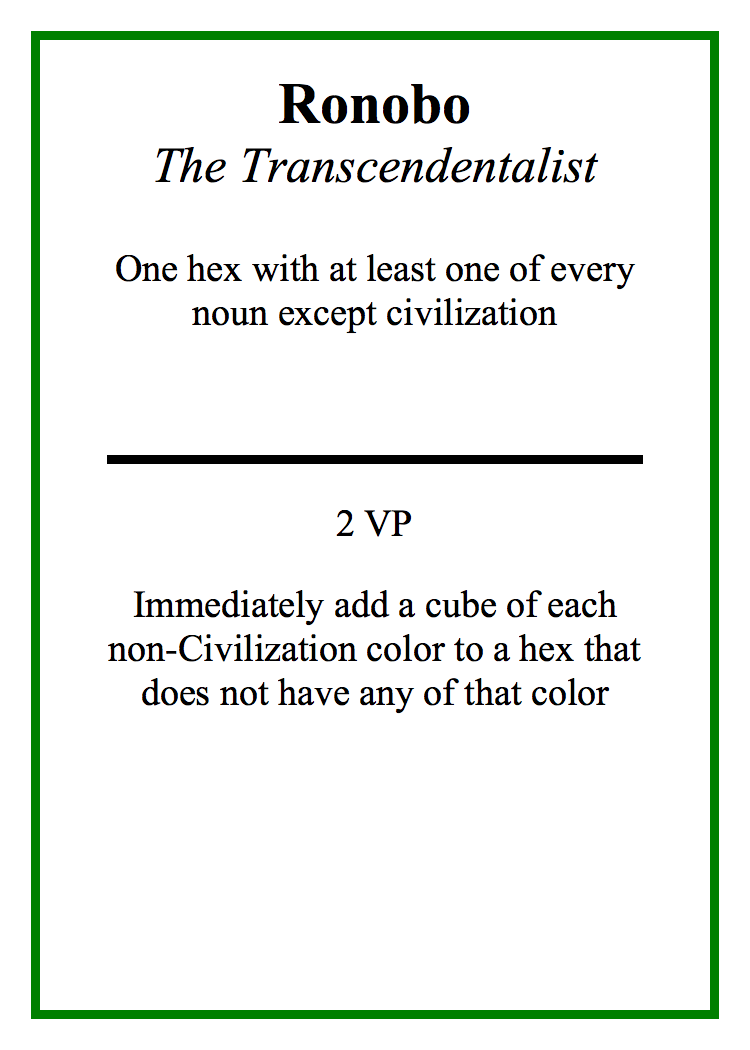 Ronobo
The Transcendentalist
One hex with at least one of every
noun except civilization
2 VP
Immediately add a cube of each
non-Civilization color to a hex that
does not have any of that color